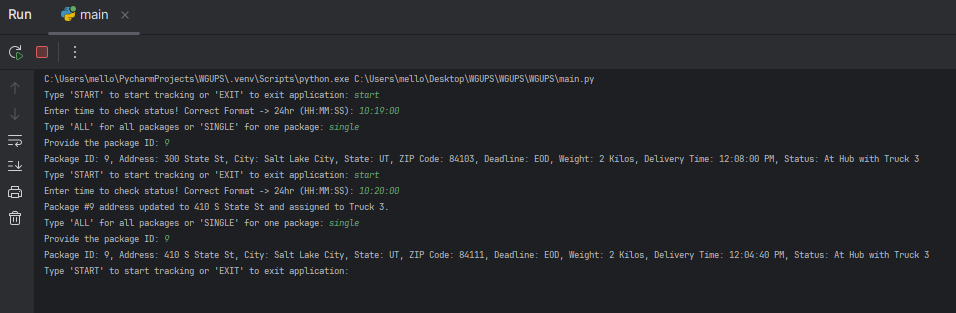 Run main
C:\Users\mello\PycharmProjects\WGUPS\.venv\Scripts\python.exe C:\Users\mello\Desktop\WGUPS\WGUPS\WGUPS\main.py
Type 'START' to start tracking or 'EXIT' to exit application: start
Enter time to check status! Correct Format -> 24hr (HH:MM:SS): 10:19:00
Type 'ALL' for all packages or 'SINGLE' for one package: single
Provide the package ID: 9
Package ID: 9, Address: 300 State St, City: Salt Lake City, State: UT, ZIP Code: 84103, Deadline: EOD, Weight: 2 Kilos, Delivery Time: 12:08:00 PM, Status: At Hub with Truck 3
Type 'START' to start tracking or 'EXIT' to exit application: start
Enter time to check status! Correct Format -> 24hr (HH:MM:SS): 10:20:00
Package #9 address updated to 410 S State St and assigned to Truck 3.
Type 'ALL' for all packages or 'SINGLE' for one package: single
Provide the package ID: 9
Package ID: 9, Address: 410 S State St, City: Salt Lake City, State: UT, ZIP Code: 84111, Deadline: EOD, Weight: 2 Kilos, Delivery Time: 12:04:40 PM, Status: At Hub with Truck 3
Type 'START' to start tracking or 'EXIT' to exit application: